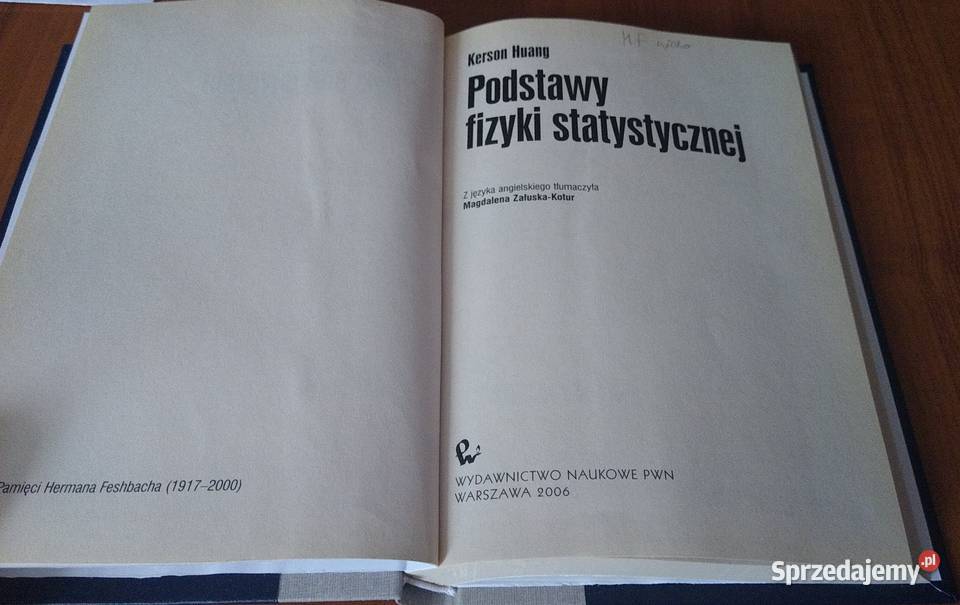 Pamięci Hermana Feshbacha (1917–2000)
Kerson Huang
Podstawy
fizyki statystycznej
Z języka angielskiego tłumaczyła
Magdalena Załuska-Kotur
WYDAWNICTWO NAUKOWE PWN
WARSZAWA 2006
Sprzedajemy.pl